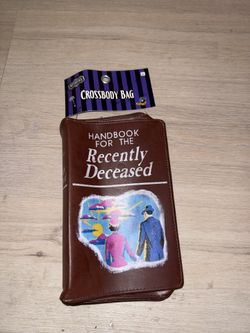 CROSSBODY BAG
HANDBOOK
FOR THE
Recently
Deceased